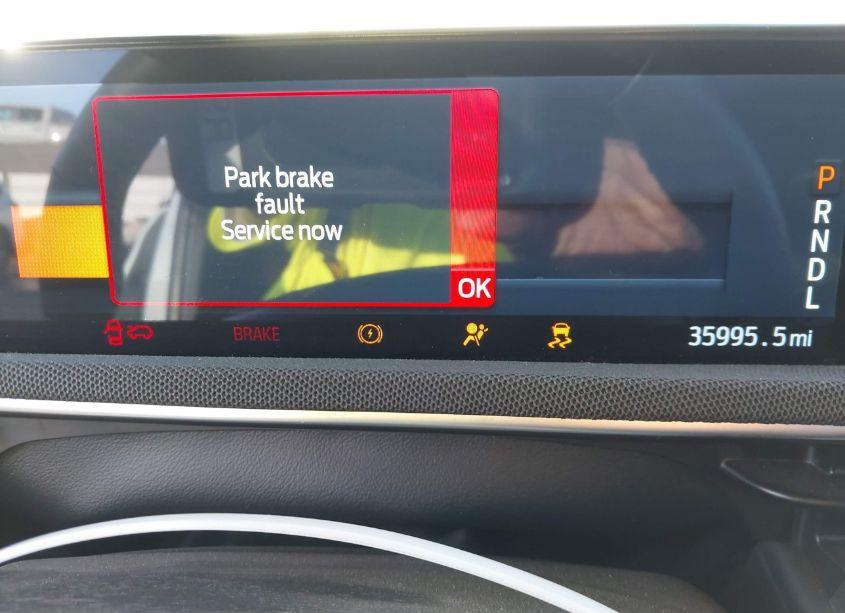 Park brake
fault
Service now
OK
P
R
N
D
L
BRAKE
35995.5mi